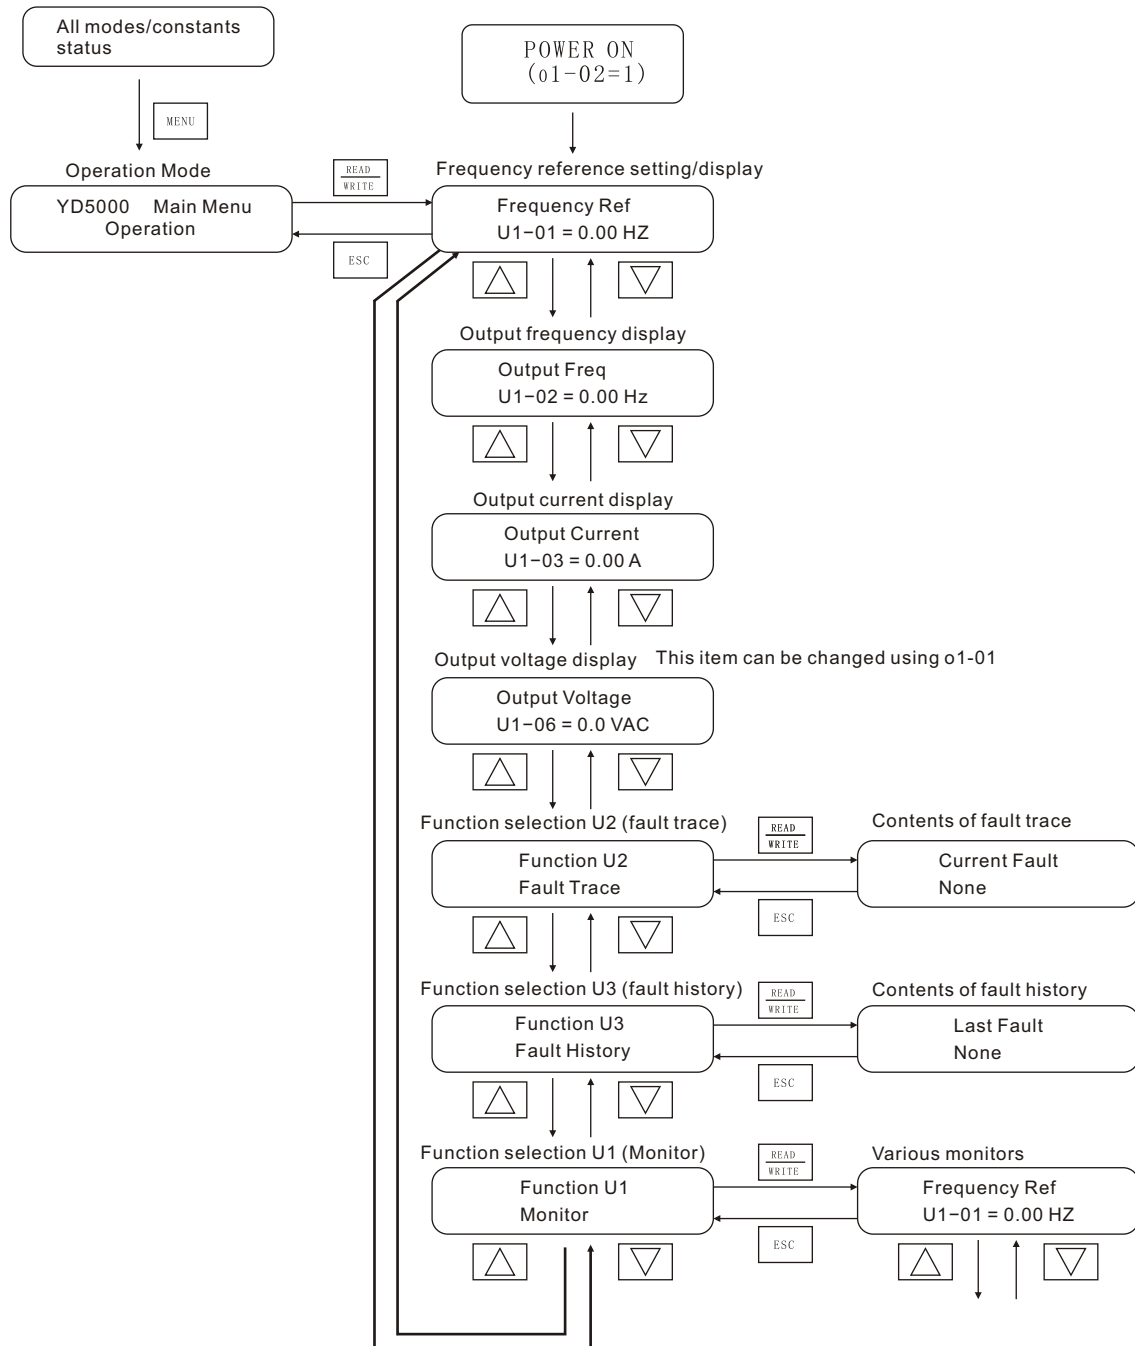 All modes/constants
status
POWER ON
(o1-02=1)
MENU
Operation Mode
READ
WRITE
Frequency reference setting/display
YD5000 Main Menu
Operation
Frequency Ref
U1-01 = 0.00 HZ
ESC
Output frequency display
Output Freq
U1−02 = 0.00 Hz
Output current display
Output Current
U1−03 = 0.00 A
Output voltage display This item can be changed using o1-01
Output Voltage
U1−06 = 0.0 VAC
Function selection U2 (fault trace)
READ
WRITE
Contents of fault trace
Function U2
Fault Trace
Current Fault
None
ESC
Function selection U3 (fault history)
READ
WRITE
Contents of fault history
Function U3
Fault History
Last Fault
None
ESC
Function selection U1 (Monitor)
READ
WRITE
Various monitors
Function U1
Monitor
Frequency Ref
U1−01 = 0.00 HZ
ESC